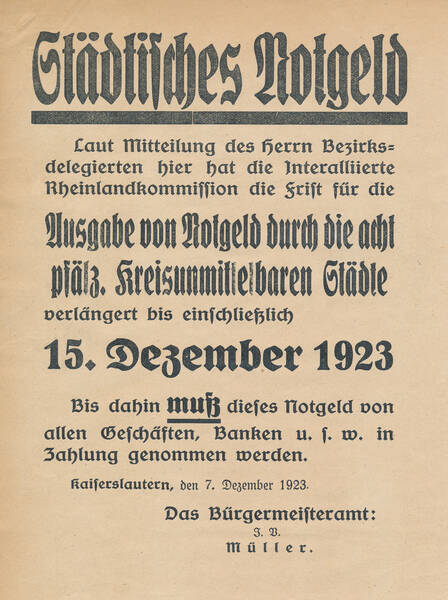 Städtisches Notgeld
Laut Mitteilung des Herrn Bezirks=
delegierten hier hat die Interalliierte
Rheinlandkommission die Frist für die
Ausgabe von Notgeld durch die acht
pfälz. Kreisunmittelbaren Städte
verlängert bis einschließlich
15. Dezember 1923
Bis dahin muß dieses Notgeld von
allen Geschäften, Banken u. s. w. in
Zahlung genommen werden.
Kaiserslautern, den 7. Dezember 1923.
Das Bürgermeisteramt:
J. V.
Müller.